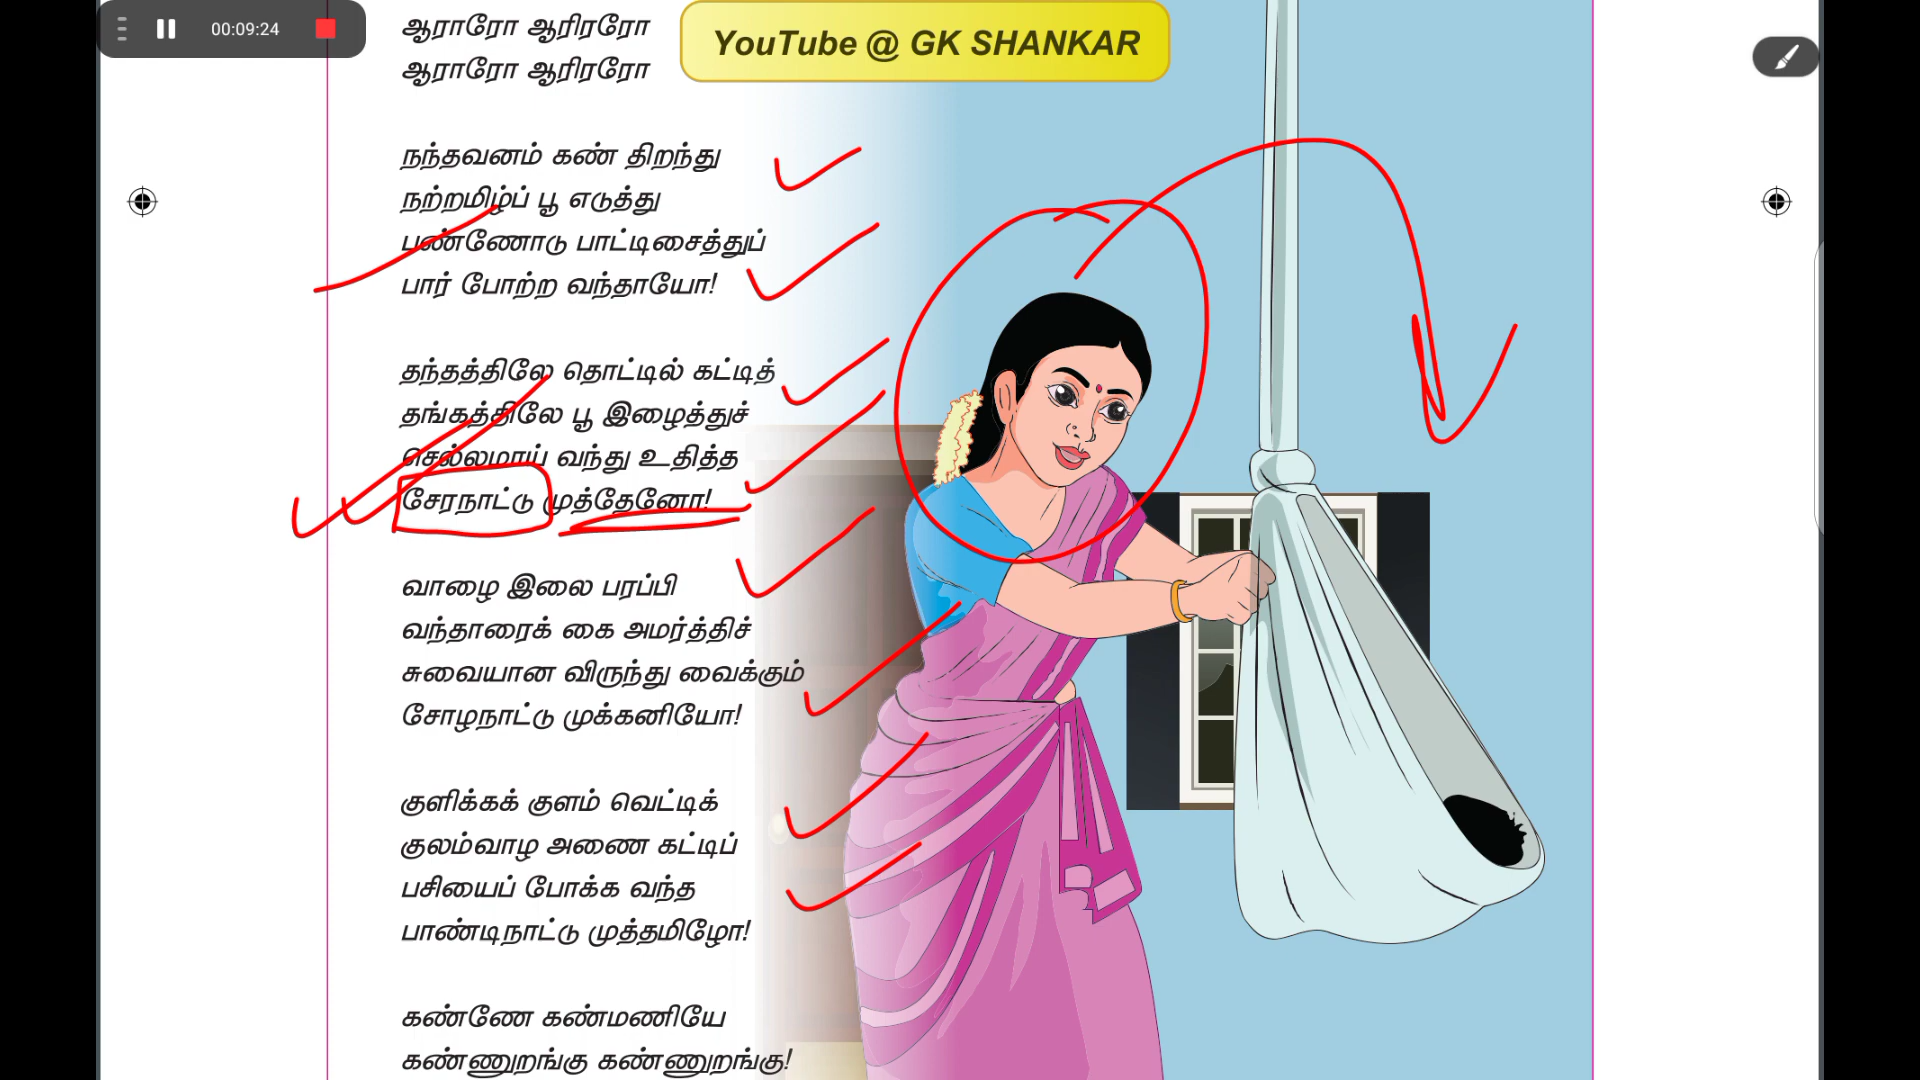 00:09:24
ஆராரோ ஆரிரரோ
YouTube @ GK SHANKAR
ஆராரோ ஆரிரரோ
நந்தவனம் கண் திறந்து
நற்றமிழ்ப் பூ எடுத்து
பண்ணோடு பாட்டிசைத்துப்
பார் போற்ற வந்தாயோ!
தந்தத்திலே தொட்டில் கட்டித்
தங்கத்திலே பூ இழைத்துச்
செல்லமாய் வந்து உதித்த
சேரநாட்டு முத்தேனோ!
வாழை இலை பரப்பி
வந்தாரைக் கை அமர்த்திச்
சுவையான விருந்து வைக்கும்
சோழநாட்டு முக்கனியோ!
குளிக்கக் குளம் வெட்டிக்
குலம்வாழ அணை கட்டிப்
பசியைப் போக்க வந்த
பாண்டிநாட்டு முத்தமிழோ!
கண்ணே கண்மணியே
கண்ணுறங்கு கண்ணுறங்கு!